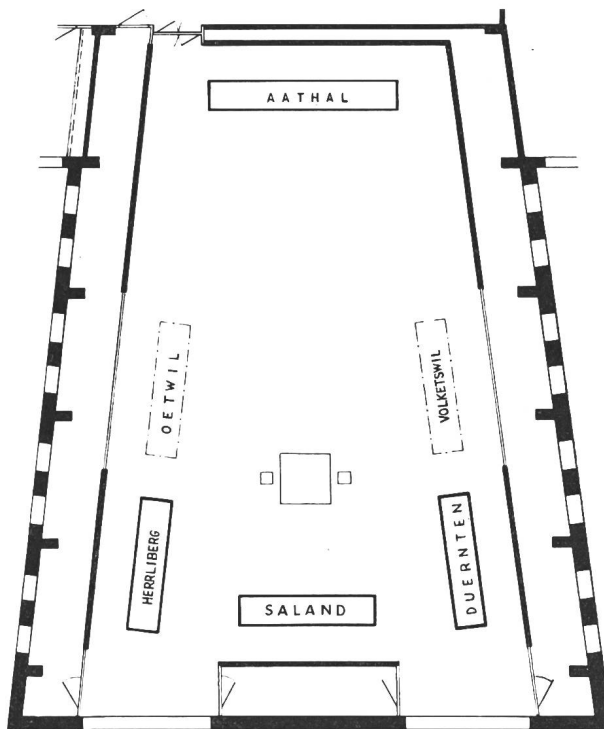 AATHAL
OETWIL
VOLKETSWIL
HERRLIBERG
DUERNTEN
SALAND